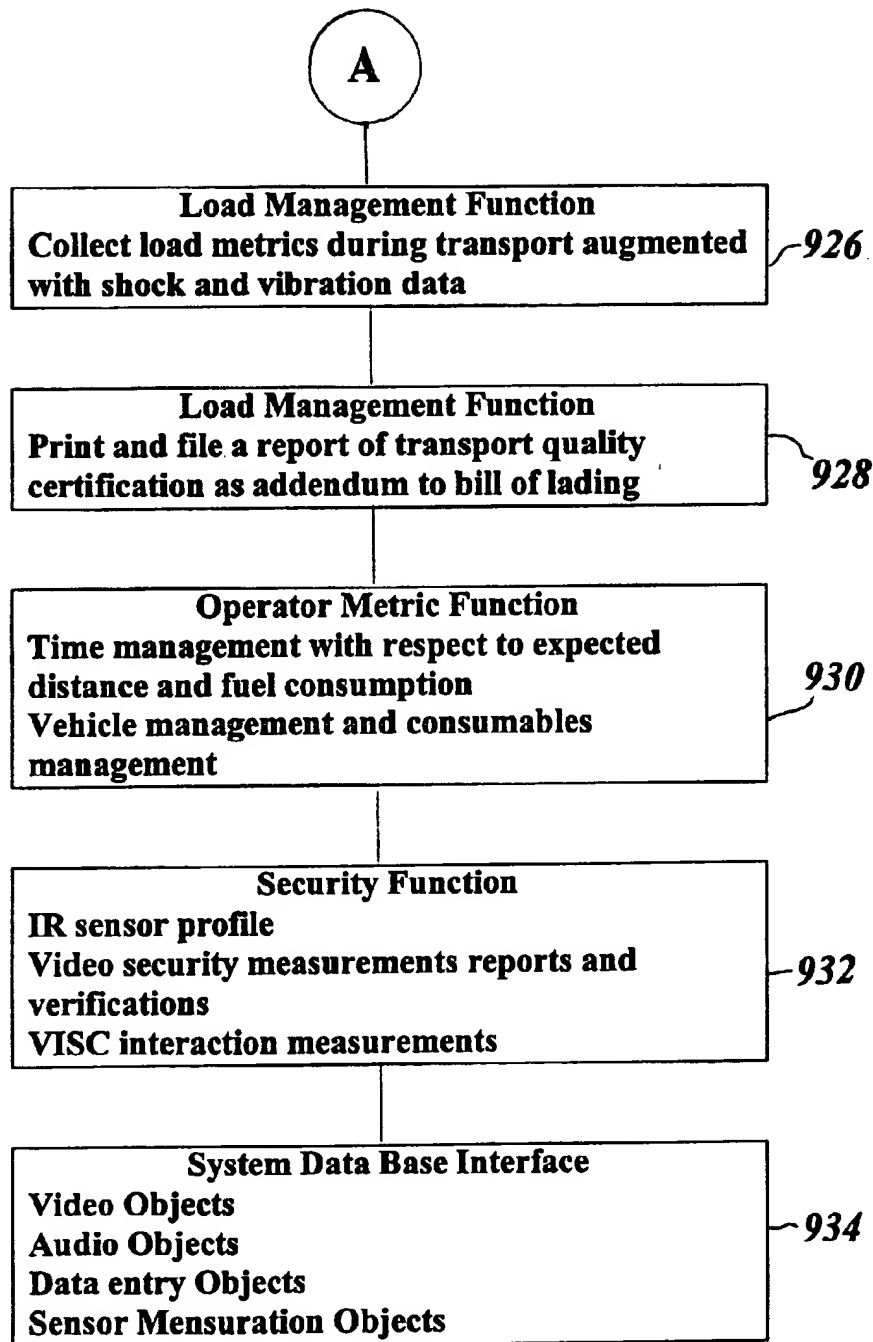 A
Load Management Function
Collect load metrics during transport augmented
with shock and vibration data
926
Load Management Function
Print and file a report of transport quality
certification as addendum to bill of lading
928
Operator Metric Function
Time management with respect to expected
distance and fuel consumption
Vehicle management and consumables
management
930
Security Function
IR sensor profile
Video security measurements reports and
verifications
VISC interaction measurements
932
System Data Base Interface
Video Objects
Audio Objects
Data entry Objects
Sensor Mensuration Objects
934